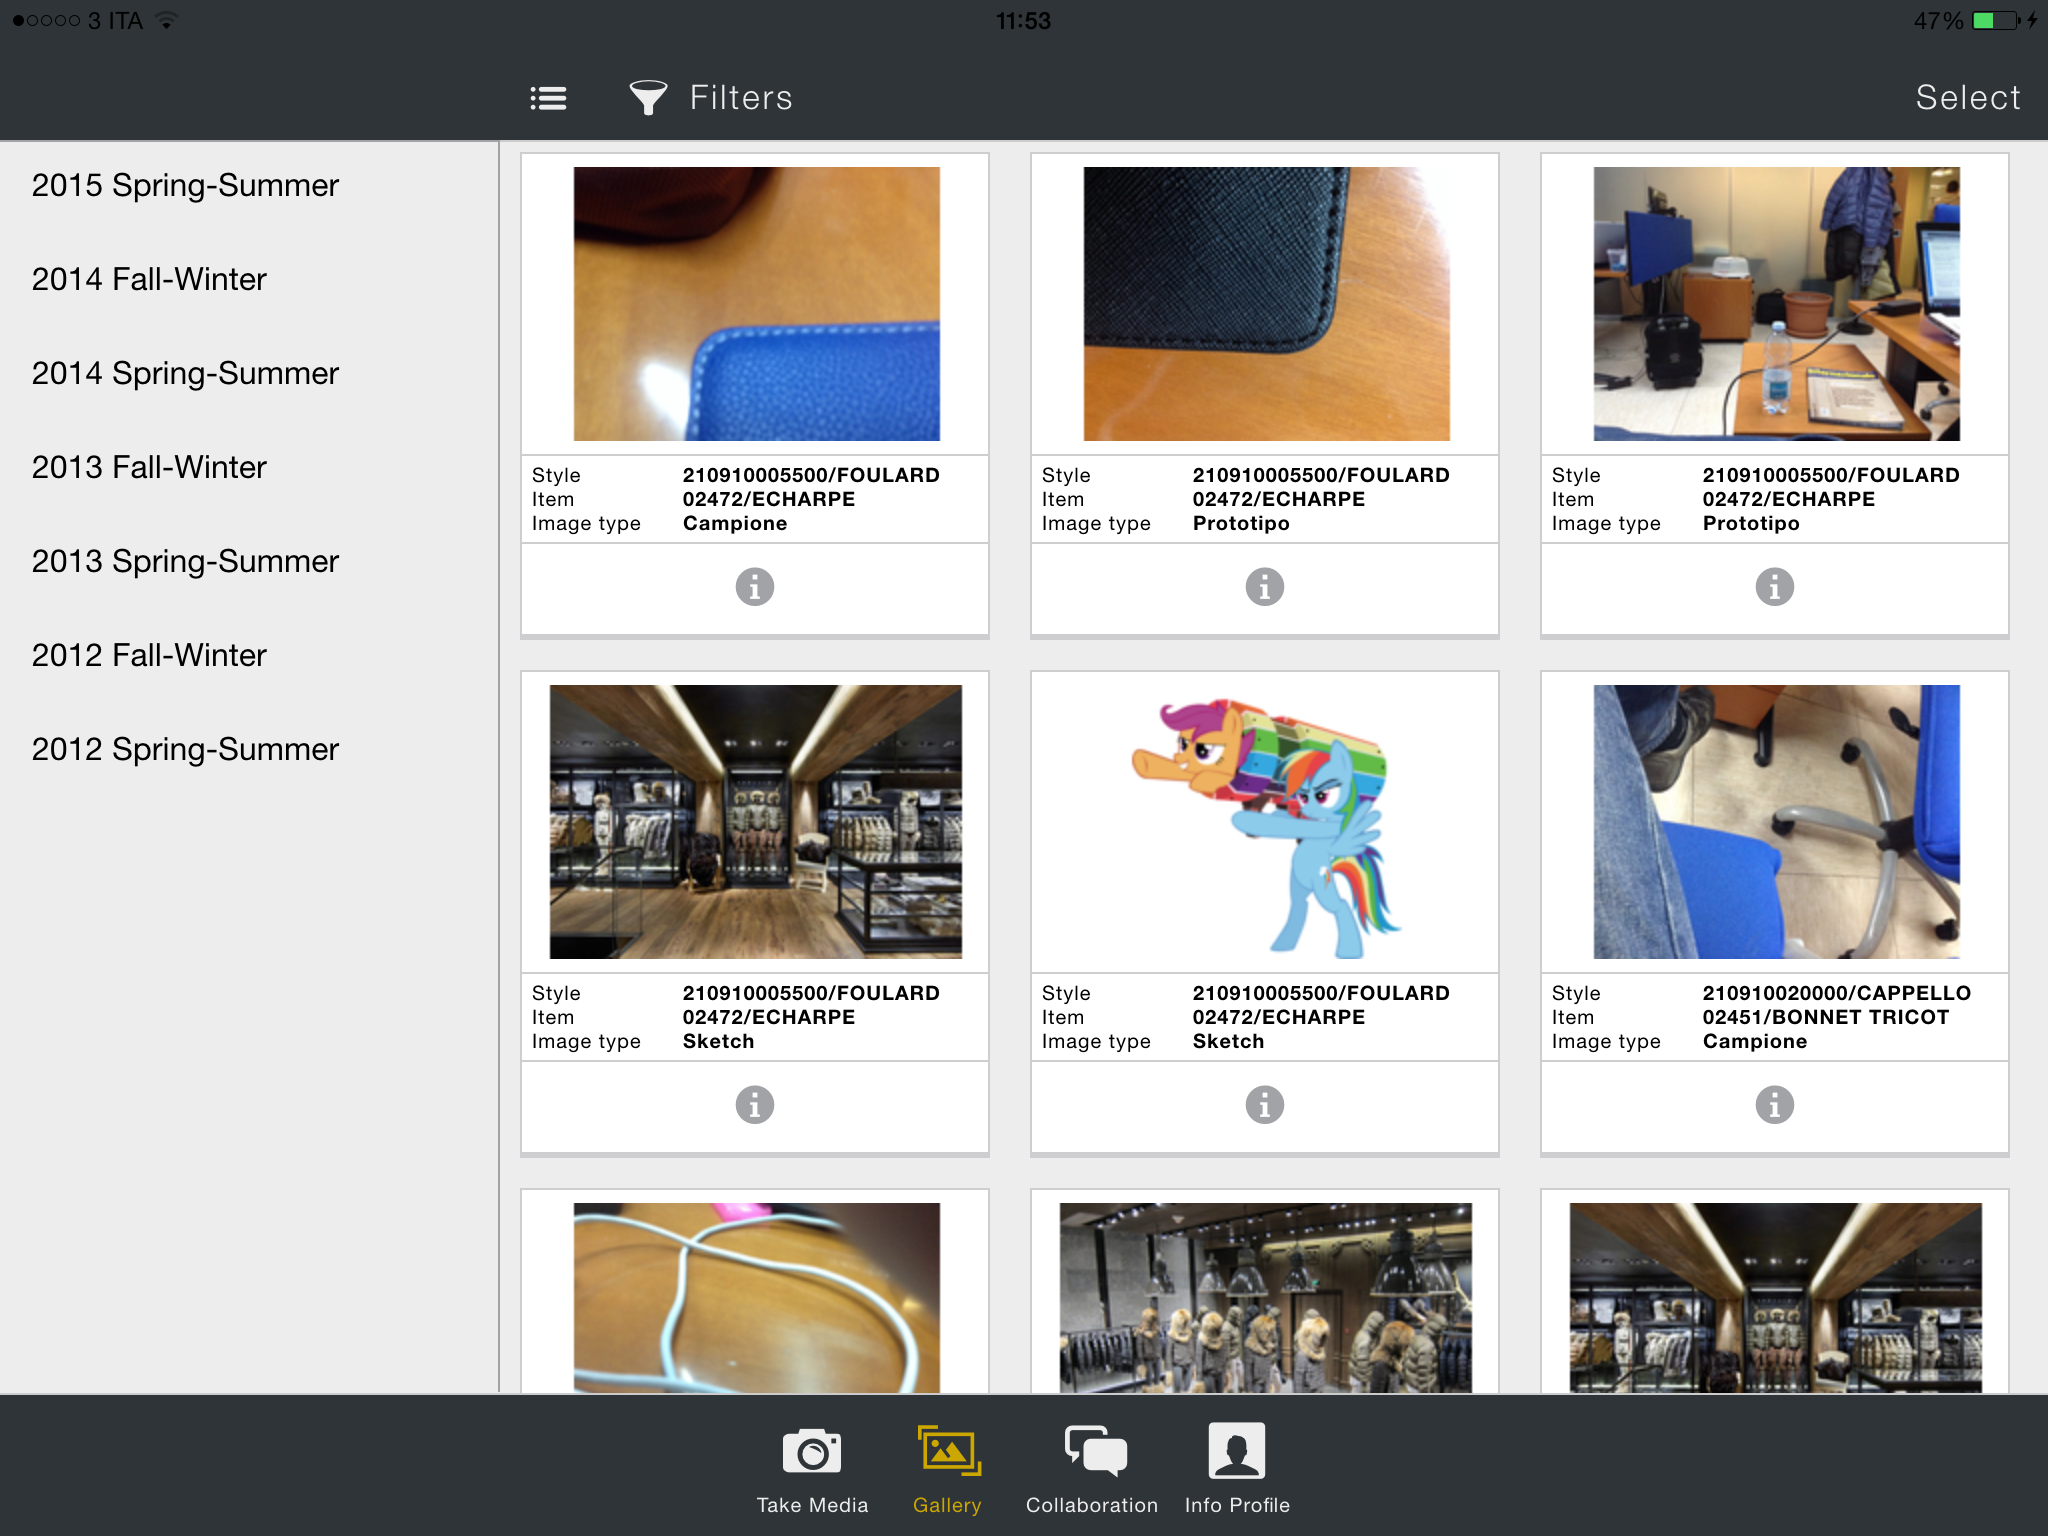 3 ITA
11:53
47%
Filters
Select
2015 Spring-Summer
2014 Fall-Winter
2014 Spring-Summer
2013 Fall-Winter
2013 Spring-Summer
2012 Fall-Winter
2012 Spring-Summer
Style 210910005500/FOULARD
Item 02472/ECHARPE
Image type Campione
Style 210910005500/FOULARD
Item 02472/ECHARPE
Image type Prototipo
Style 210910005500/FOULARD
Item 02472/ECHARPE
Image type Prototipo
Style 210910005500/FOULARD
Item 02472/ECHARPE
Image type Sketch
Style 210910005500/FOULARD
Item 02472/ECHARPE
Image type Sketch
Style 210910020000/CAPPELLO
Item 02451/BONNET TRICOT
Image type Campione
Take Media
Gallery
Collaboration
Info Profile